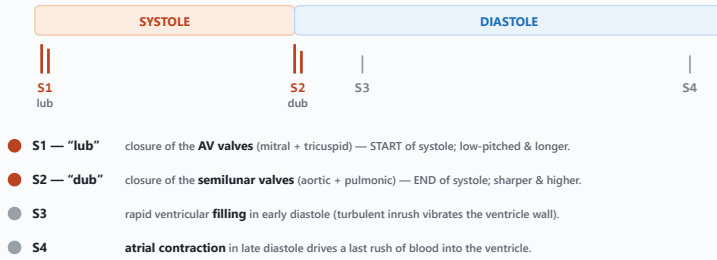 SYSTOLE DIASTOLE
S1 S2 S3 S4
lub dub
S1 — “lub” closure of the AV valves (mitral + tricuspid) — START of systole; low-pitched & longer.
S2 — “dub” closure of the semilunar valves (aortic + pulmonic) — END of systole; sharper & higher.
S3 rapid ventricular filling in early diastole (turbulent inrush vibrates the ventricle wall).
S4 atrial contraction in late diastole drives a last rush of blood into the ventricle.